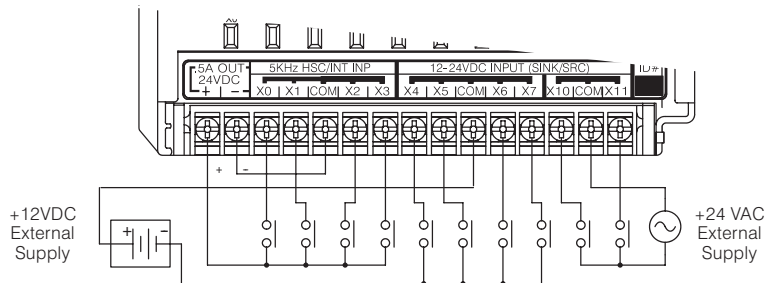 .5A OUT 5KHz HSC/INT INP 12-24VDC INPUT (SINK/SRC) ID#
24VDC
+ | − X0 | X1 |COM| X2 | X3 X4 | X5 |COM| X6 | X7 X10|COM|X11
+ −
+12VDC
External
Supply
+ −
+24 VAC
External
Supply